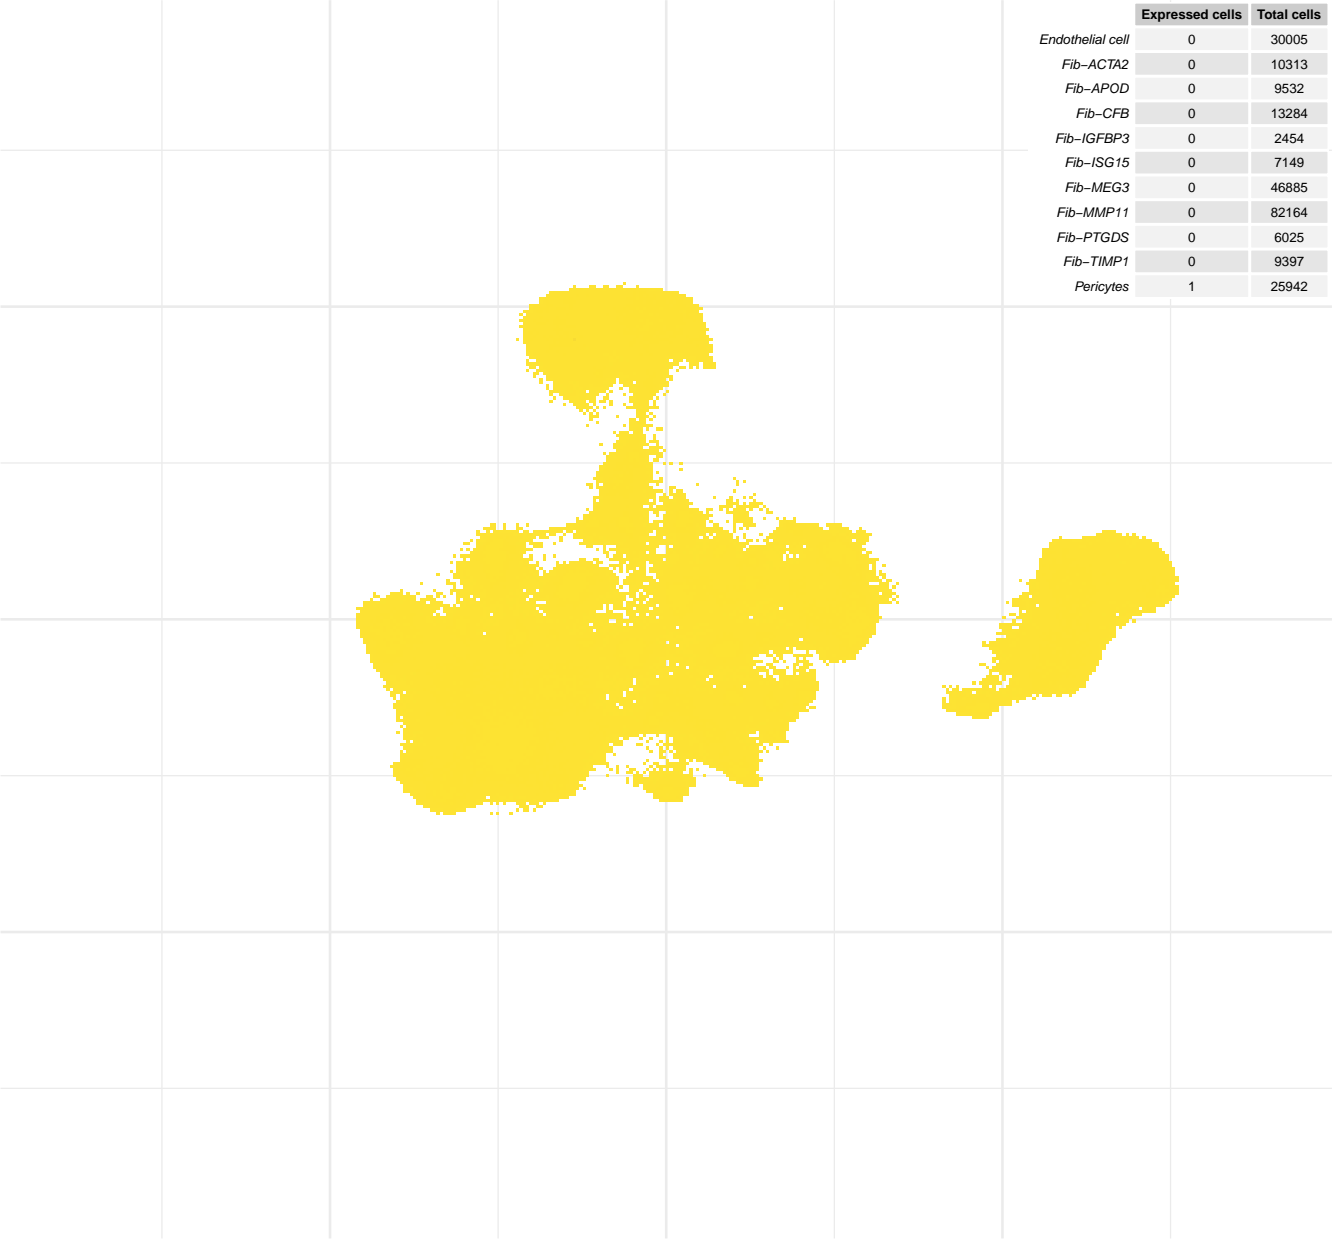 Expressed cells Total cells
Endothelial cell 0 30005
Fib−ACTA2 0 10313
Fib−APOD 0 9532
Fib−CFB 0 13284
Fib−IGFBP3 0 2454
Fib−ISG15 0 7149
Fib−MEG3 0 46885
Fib−MMP11 0 82164
Fib−PTGDS 0 6025
Fib−TIMP1 0 9397
Pericytes 1 25942